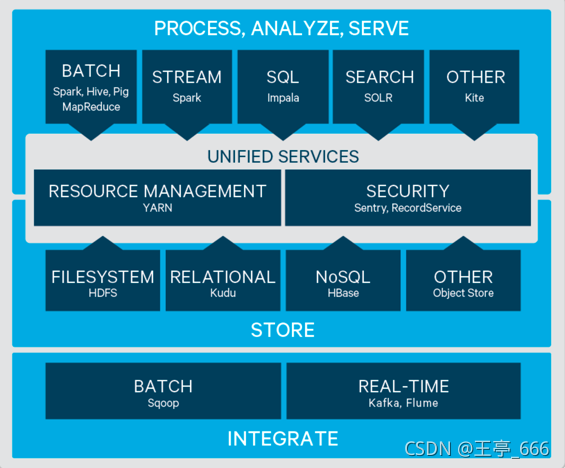 PROCESS, ANALYZE, SERVE
BATCH
Spark, Hive, Pig
MapReduce
STREAM
Spark
SQL
Impala
SEARCH
SOLR
OTHER
Kite
UNIFIED SERVICES
RESOURCE MANAGEMENT
YARN
SECURITY
Sentry, RecordService
FILESYSTEM
HDFS
RELATIONAL
Kudu
NoSQL
HBase
OTHER
Object Store
STORE
BATCH
Sqoop
REAL-TIME
Kafka, Flume
INTEGRATE
CSDN @王亭_666